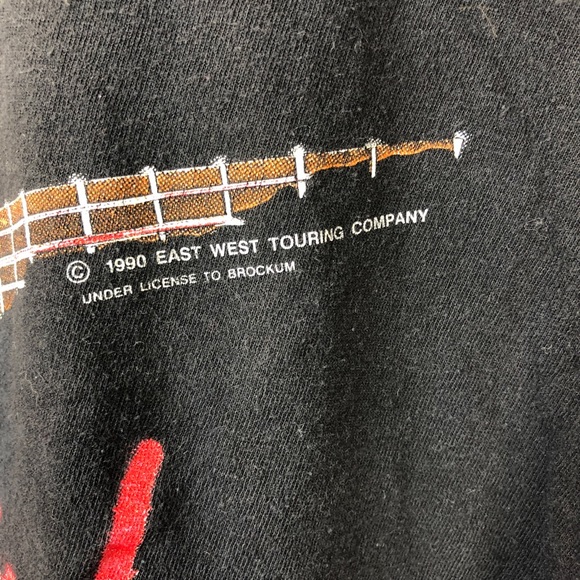 © 1990 EAST WEST TOURING COMPANY
UNDER LICENSE TO BROCKUM